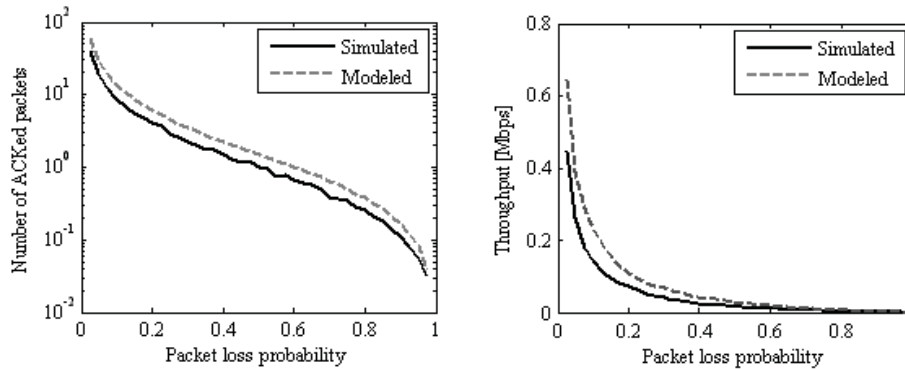 10^2
10^1
10^0
10^-1
10^-2
Number of ACKed packets
Simulated
Modeled
0 0.2 0.4 0.6 0.8 1
Packet loss probability
0.8
0.6
0.4
0.2
0
Throughput [Mbps]
Simulated
Modeled
0 0.2 0.4 0.6 0.8
Packet loss probability